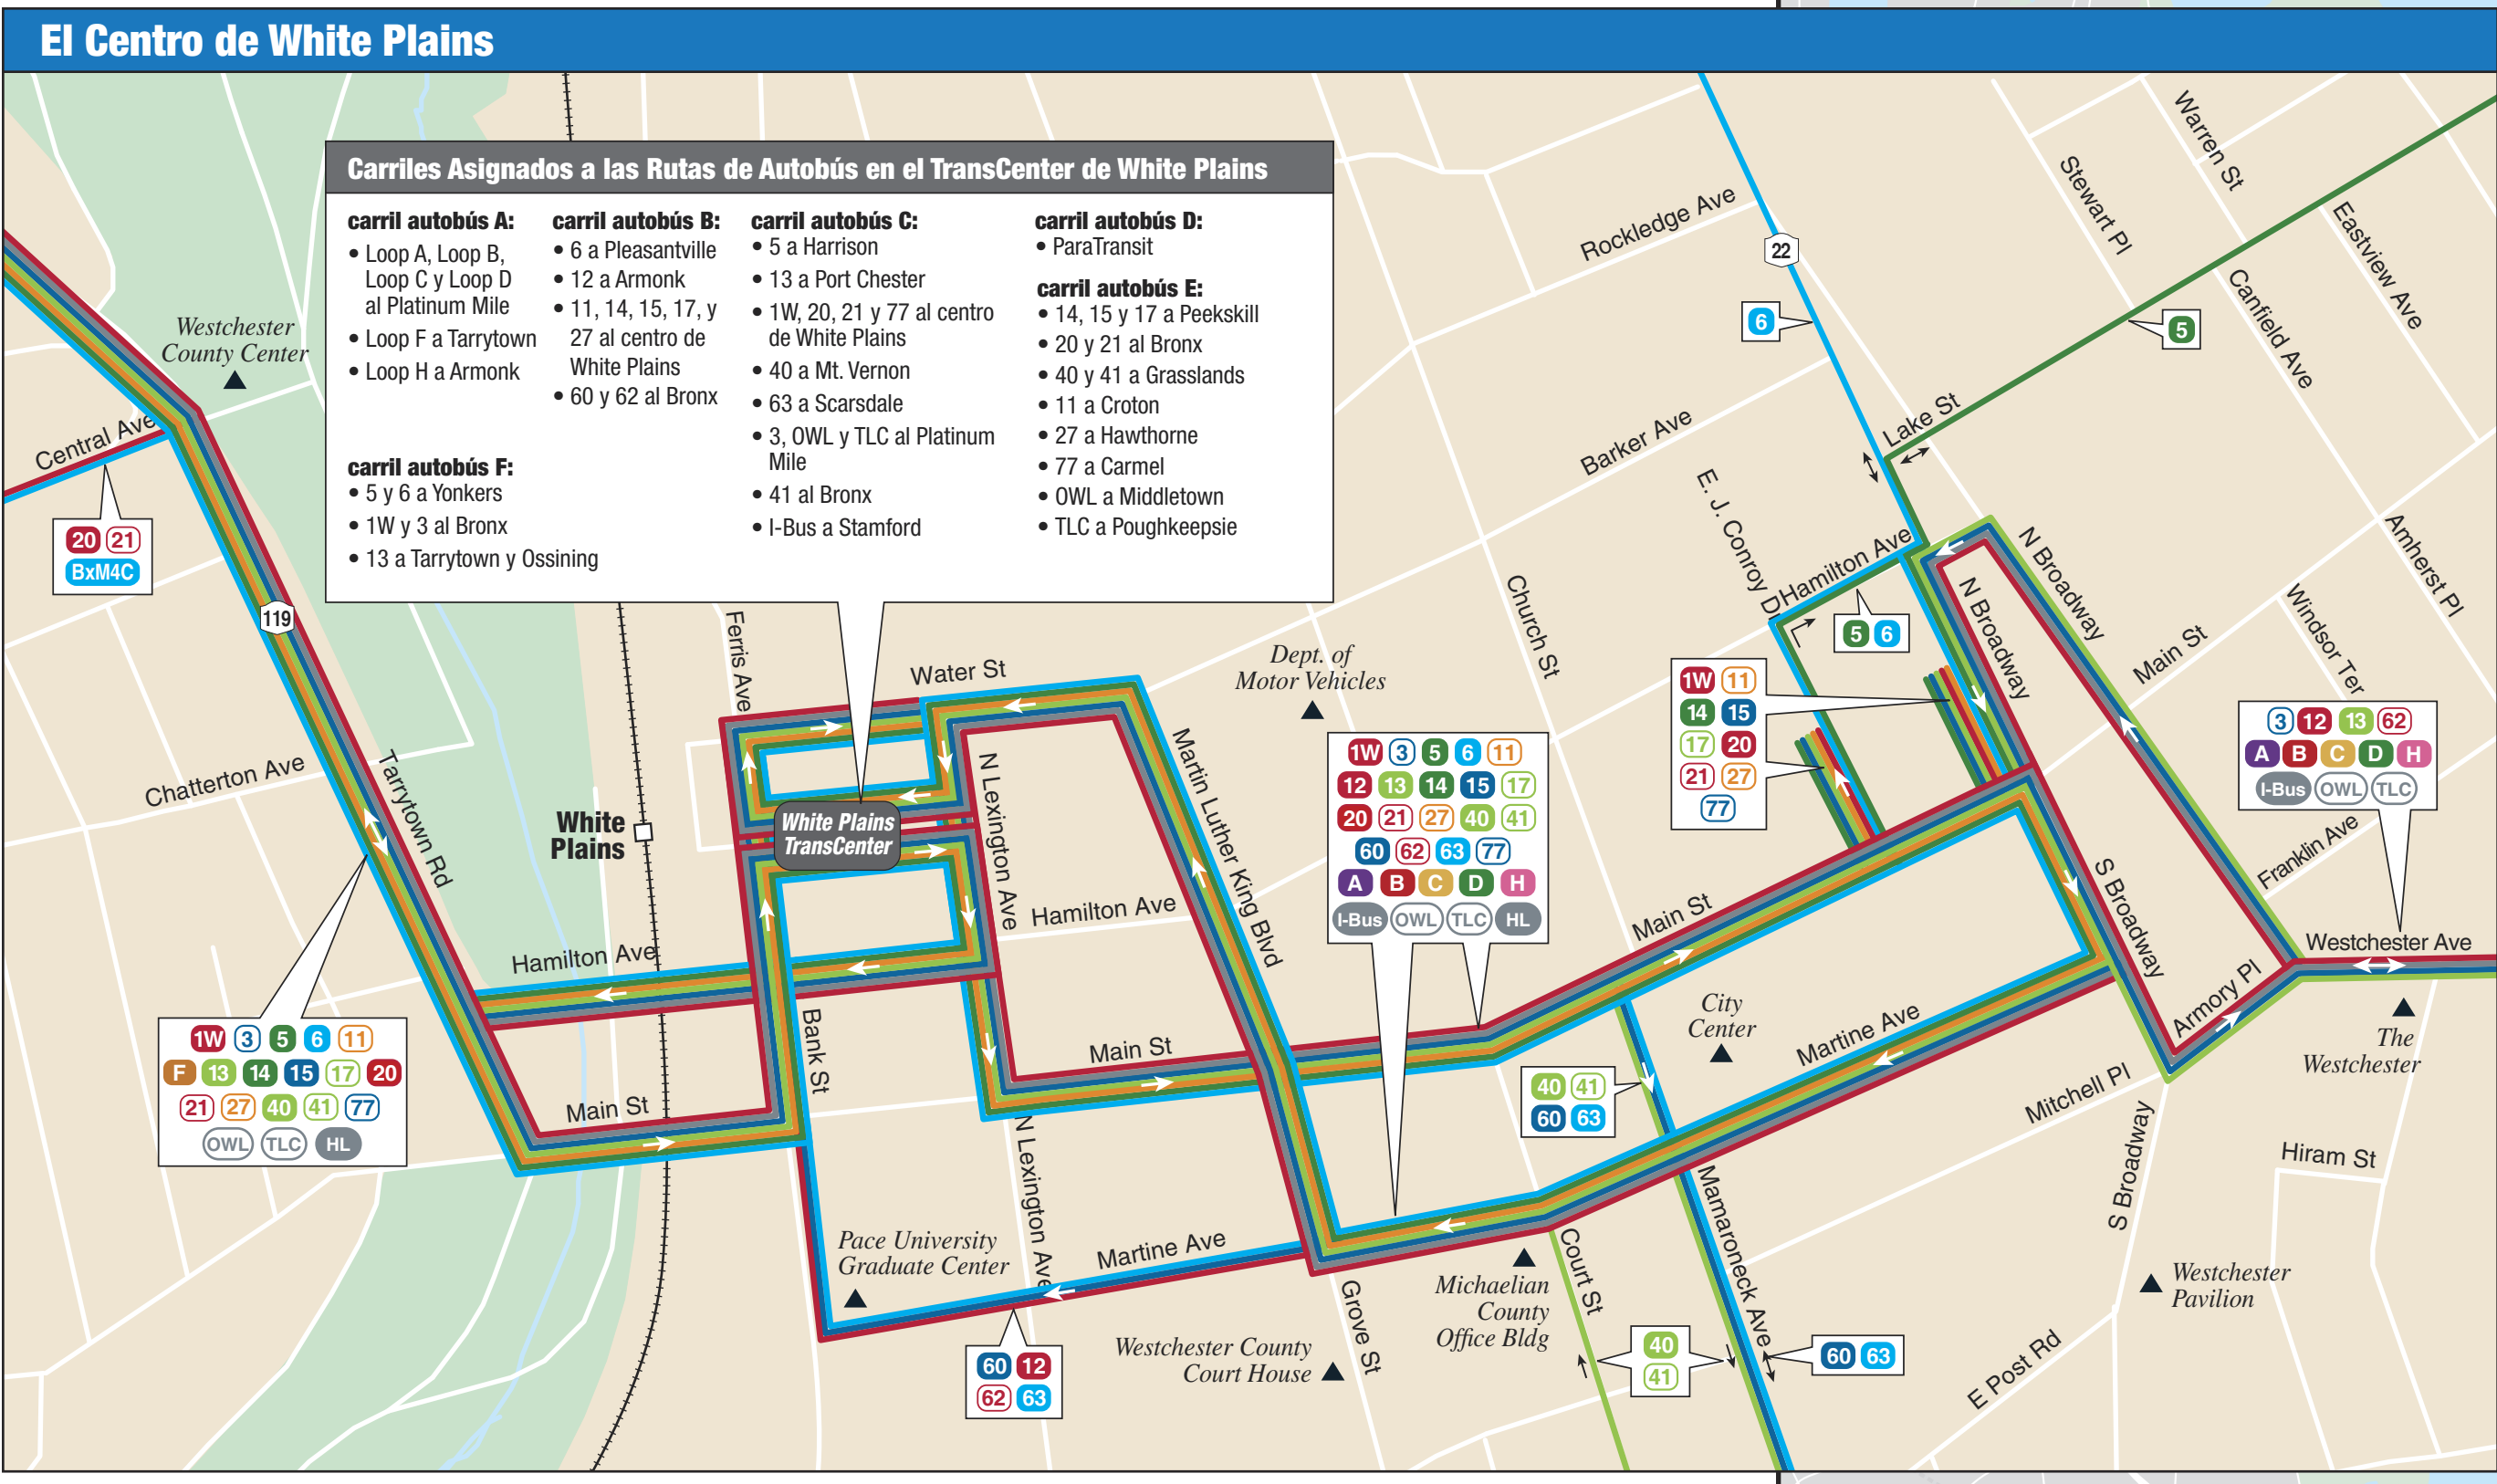 El Centro de White Plains
Carriles Asignados a las Rutas de Autobús en el TransCenter de White Plains
carril autobús A:
• Loop A, Loop B,
Loop C y Loop D
al Platinum Mile
• Loop F a Tarrytown
• Loop H a Armonk
carril autobús B:
• 6 a Pleasantville
• 12 a Armonk
• 11, 14, 15, 17, y
27 al centro de
White Plains
• 60 y 62 al Bronx
carril autobús C:
• 5 a Harrison
• 13 a Port Chester
• 1W, 20, 21 y 77 al centro
de White Plains
• 40 a Mt. Vernon
• 63 a Scarsdale
• 3, OWL y TLC al Platinum
Mile
• 41 al Bronx
• I-Bus a Stamford
carril autobús D:
• ParaTransit
carril autobús E:
• 14, 15 y 17 a Peekskill
• 20 y 21 al Bronx
• 40 y 41 a Grasslands
• 11 a Croton
• 27 a Hawthorne
• 77 a Carmel
• OWL a Middletown
• TLC a Poughkeepsie
carril autobús F:
• 5 y 6 a Yonkers
• 1W y 3 al Bronx
• 13 a Tarrytown y Ossining
Westchester
County Center
Central Ave
20 21
BxM4C
119
Chatterton Ave
Tarrytown Rd
White
Plains
Hamilton Ave
Main St
1W 3 5 6 11
F 13 14 15 17 20
21 27 40 41 77
OWL TLC HL
Ferris Ave
Water St
White Plains
TransCenter
N Lexington Ave
Hamilton Ave
Martin Luther King Blvd
Bank St
Main St
N Lexington Ave
Pace University
Graduate Center
Martine Ave
60 12
62 63
Westchester County
Court House
Grove St
Dept. of
Motor Vehicles
1W 3 5 6 11
12 13 14 15 17
20 21 27 40 41
60 62 63 77
A B C D H
I-Bus OWL TLC HL
Church St
Rockledge Ave
Barker Ave
22
6
5
Warren St
Stewart Pl
Eastview Ave
Canfield Ave
Lake St
E. J. Conroy Dr
Hamilton Ave
5 6
N Broadway
N Broadway
Main St
Amherst Pl
Windsor Ter
1W 11
14 15
17 20
21 27
77
3 12 13 62
A B C D H
I-Bus OWL TLC
Franklin Ave
Westchester Ave
S Broadway
Armory Pl
The
Westchester
Main St
City
Center
Martine Ave
Mitchell Pl
40 41
60 63
Mamaroneck Ave
Court St
Michaelian
County
Office Bldg
40
41
60 63
S Broadway
Hiram St
Westchester
Pavilion
E Post Rd